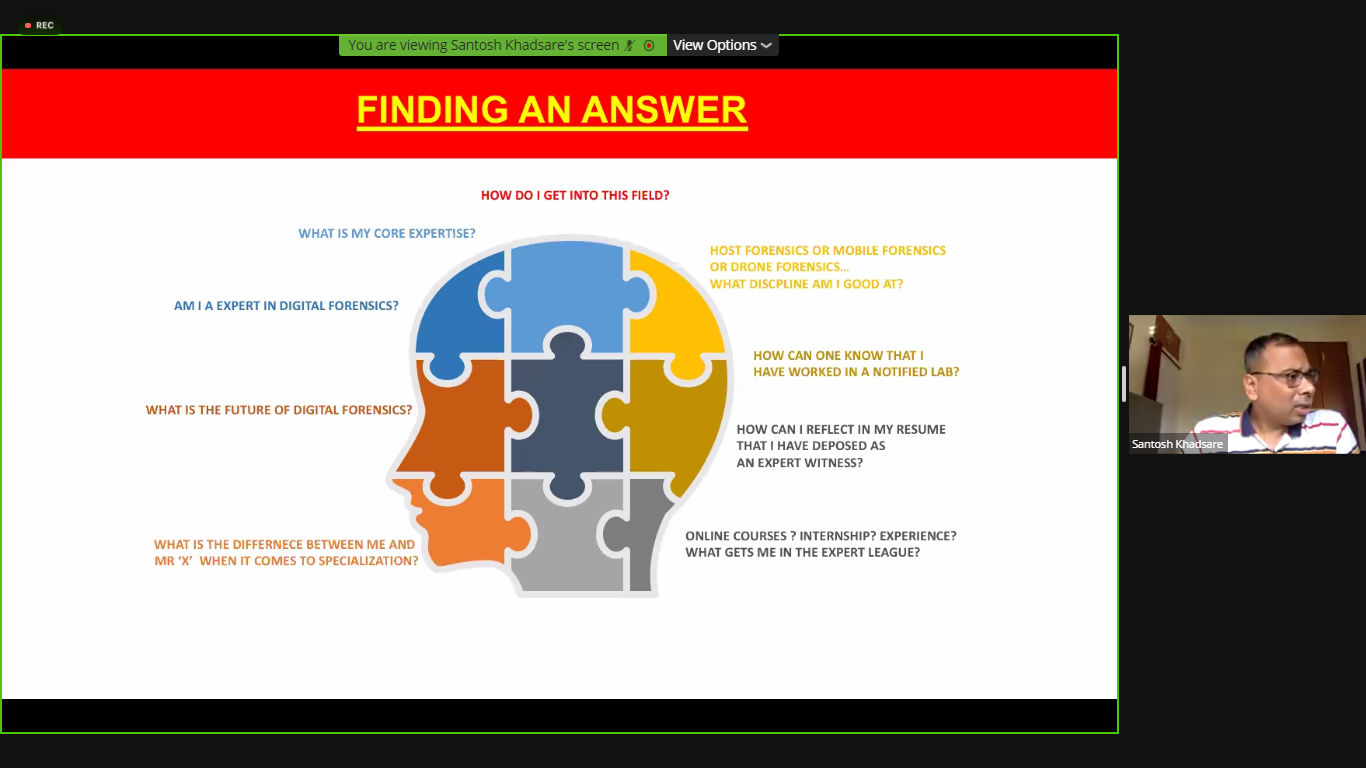 REC
You are viewing Santosh Khadsare's screen
View Options
FINDING AN ANSWER
HOW DO I GET INTO THIS FIELD?
WHAT IS MY CORE EXPERTISE?
HOST FORENSICS OR MOBILE FORENSICS
OR DRONE FORENSICS...
WHAT DISCPLINE AM I GOOD AT?
AM I A EXPERT IN DIGITAL FORENSICS?
HOW CAN ONE KNOW THAT I
HAVE WORKED IN A NOTIFIED LAB?
WHAT IS THE FUTURE OF DIGITAL FORENSICS?
HOW CAN I REFLECT IN MY RESUME
THAT I HAVE DEPOSED AS
AN EXPERT WITNESS?
Santosh Khadsare
WHAT IS THE DIFFERNECE BETWEEN ME AND
MR ‘X’ WHEN IT COMES TO SPECIALIZATION?
ONLINE COURSES ? INTERNSHIP? EXPERIENCE?
WHAT GETS ME IN THE EXPERT LEAGUE?